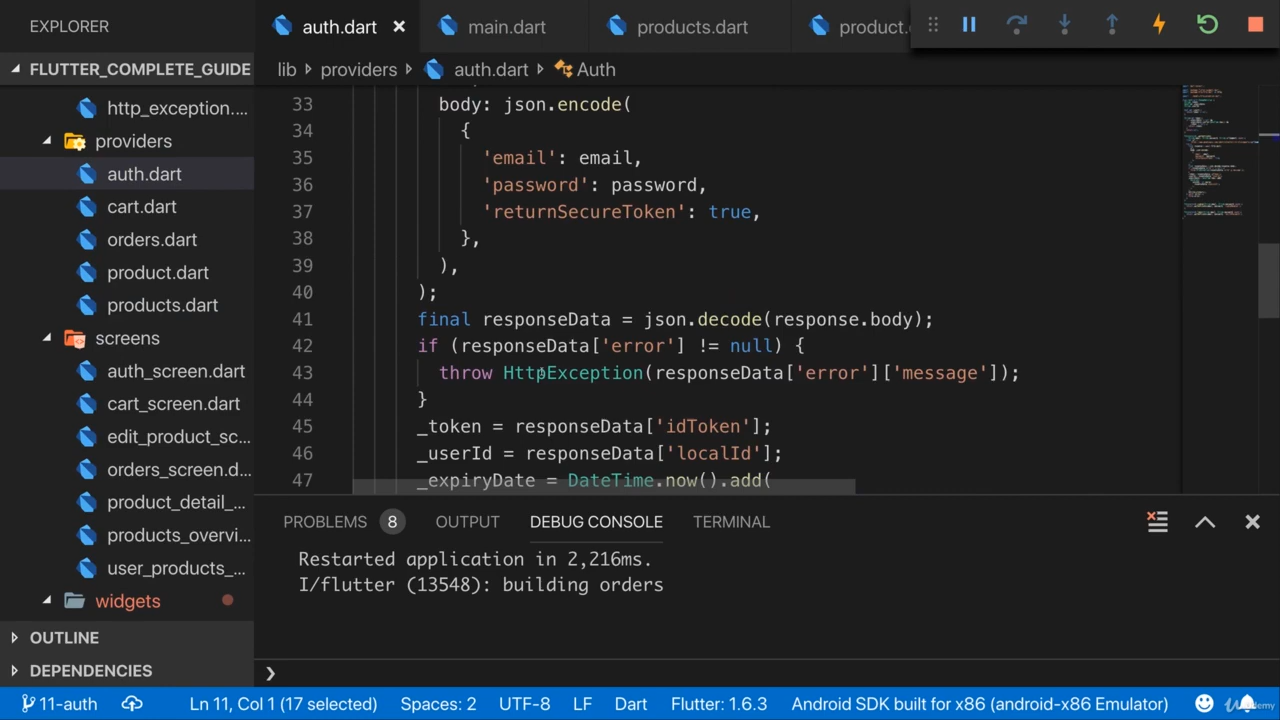 EXPLORER
auth.dart
main.dart
products.dart
product.
FLUTTER_COMPLETE_GUIDE
lib
providers
auth.dart
Auth
http_exception....
providers
auth.dart
cart.dart
orders.dart
product.dart
products.dart
screens
auth_screen.dart
cart_screen.dart
edit_product_sc...
orders_screen.d...
product_detail_...
products_overvi...
user_products_...
widgets
OUTLINE
DEPENDENCIES
33 body: json.encode(
34 {
35 'email': email,
36 'password': password,
37 'returnSecureToken': true,
38 },
39 ),
40 );
41 final responseData = json.decode(response.body);
42 if (responseData['error'] != null) {
43 throw HttpException(responseData['error']['message']);
44 }
45 _token = responseData['idToken'];
46 _userId = responseData['localId'];
47 _expiryDate = DateTime.now().add(
PROBLEMS 8 OUTPUT DEBUG CONSOLE TERMINAL
Restarted application in 2,216ms.
I/flutter (13548): building orders
11-auth
Ln 11, Col 1 (17 selected)
Spaces: 2
UTF-8
LF
Dart
Flutter: 1.6.3
Android SDK built for x86 (android-x86 Emulator)